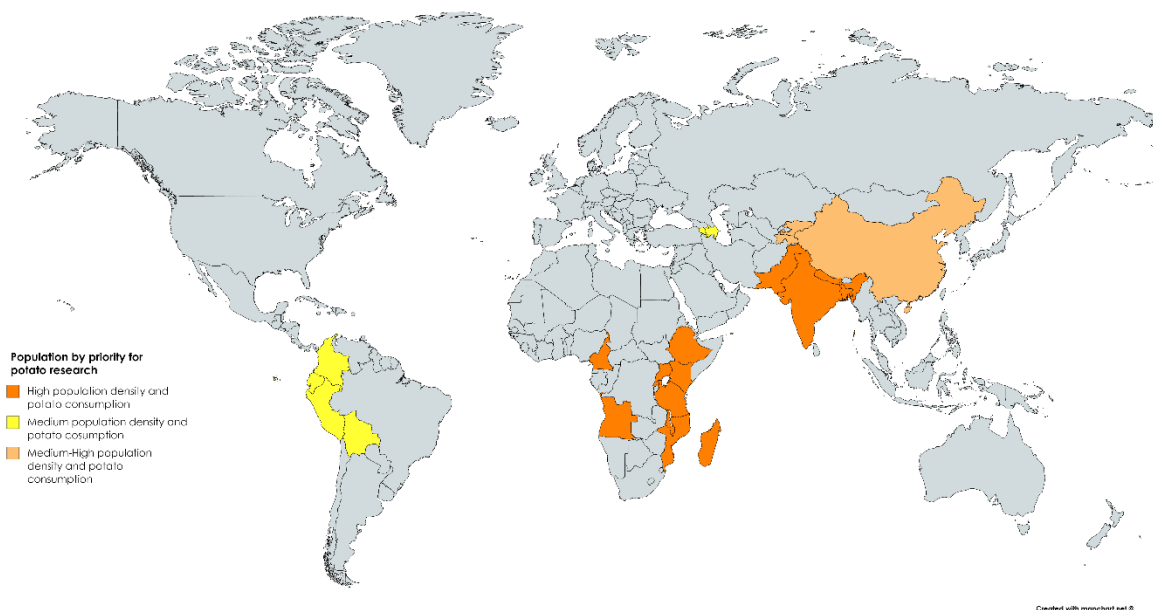 Population by priority for
potato research
High population density and
potato consumption
Medium population density and
potato cosumption
Medium-High population
density and potato
consumption
Created with mapchart.net ©